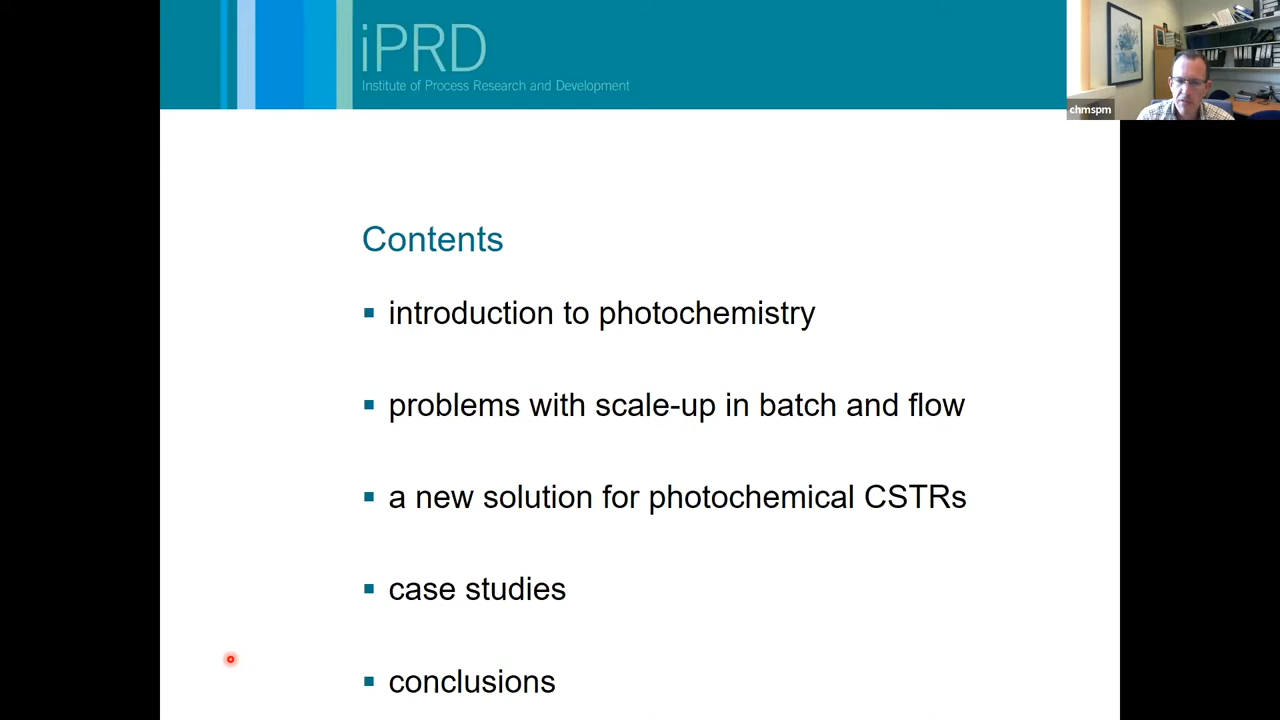 iPRD
Institute of Process Research and Development
chmspm
Contents
introduction to photochemistry
problems with scale-up in batch and flow
a new solution for photochemical CSTRs
case studies
conclusions